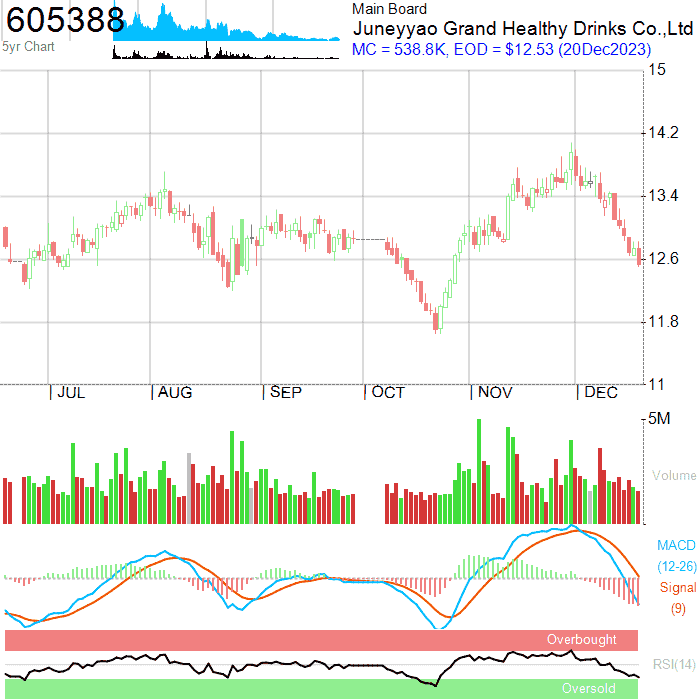 605388
5yr Chart
Main Board
Juneyyao Grand Healthy Drinks Co.,Ltd
MC = 538.8K, EOD = $12.53 (20Dec2023)
15
14.2
13.4
12.6
11.8
11
JUL AUG SEP OCT NOV DEC
5M
Volume
MACD
(12-26)
Signal
(9)
Overbought
RSI(14)
Oversold